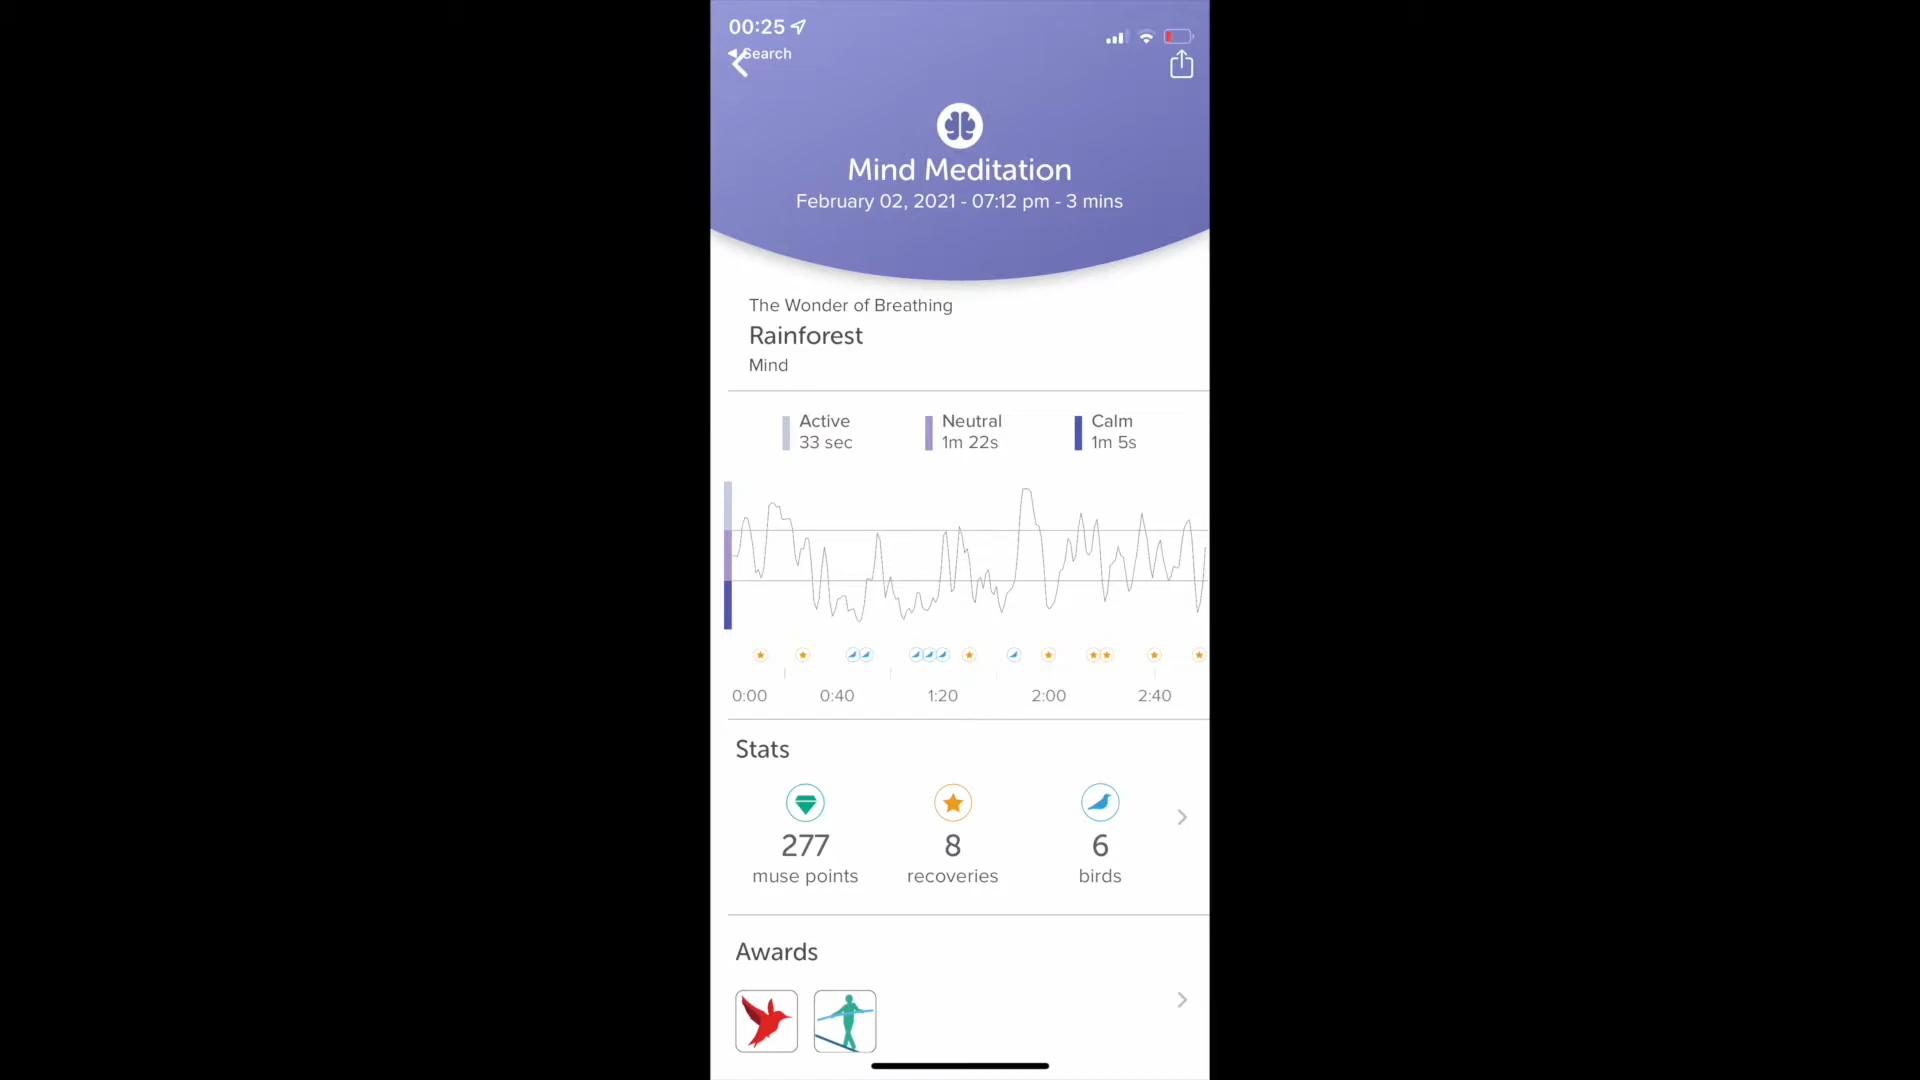 00:25
Search
Mind Meditation
February 02, 2021 - 07:12 pm - 3 mins
The Wonder of Breathing
Rainforest
Mind
Active
33 sec
Neutral
1m 22s
Calm
1m 5s
0:00 0:40 1:20 2:00 2:40
Stats
277
muse points
8
recoveries
6
birds
Awards